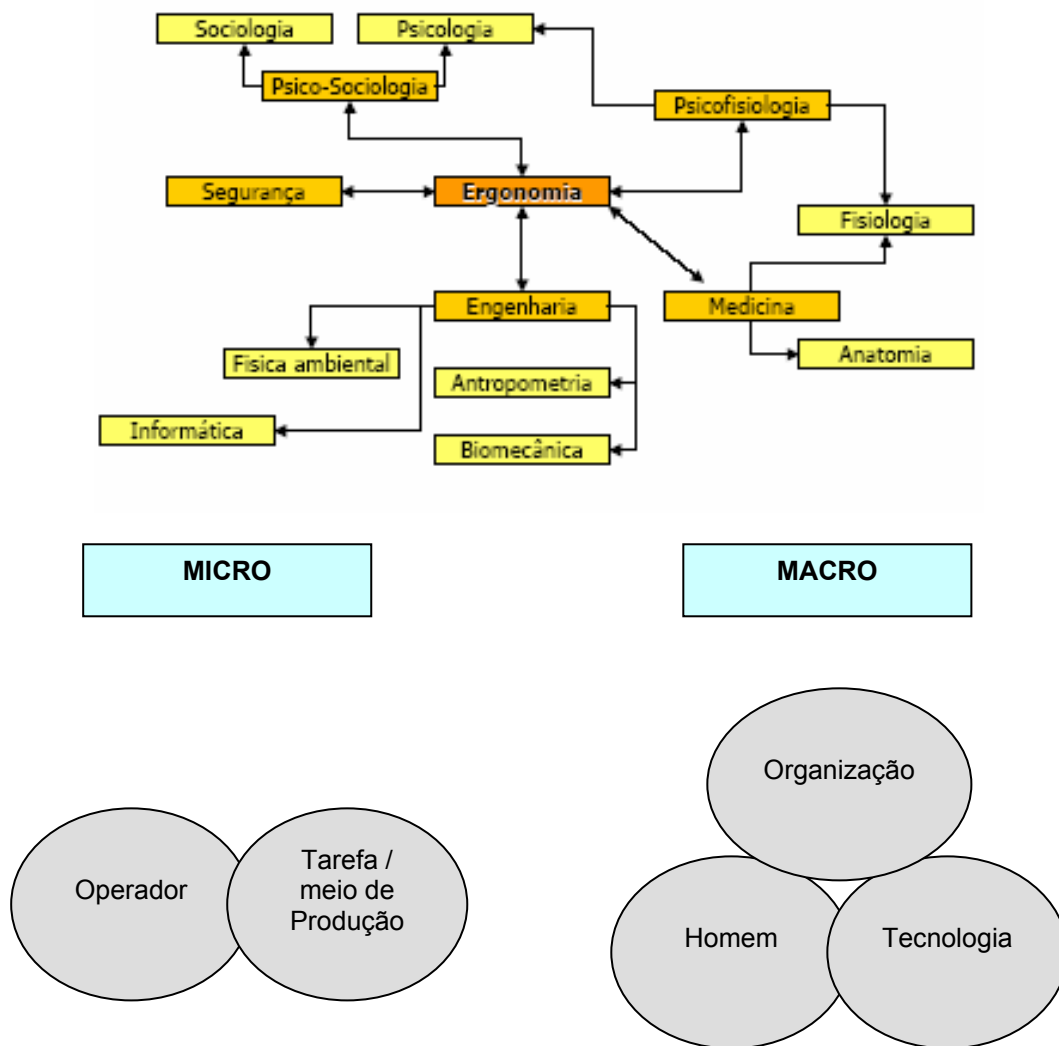 Sociologia
Psicologia
Psico-Sociologia
Psicofisiologia
Segurança
Ergonomia
Fisiologia
Engenharia
Medicina
Fisica ambiental
Anatomia
Antropometria
Informática
Biomecânica
MICRO
MACRO
Organização
Operador
Tarefa /
meio de
Produção
Homem
Tecnologia